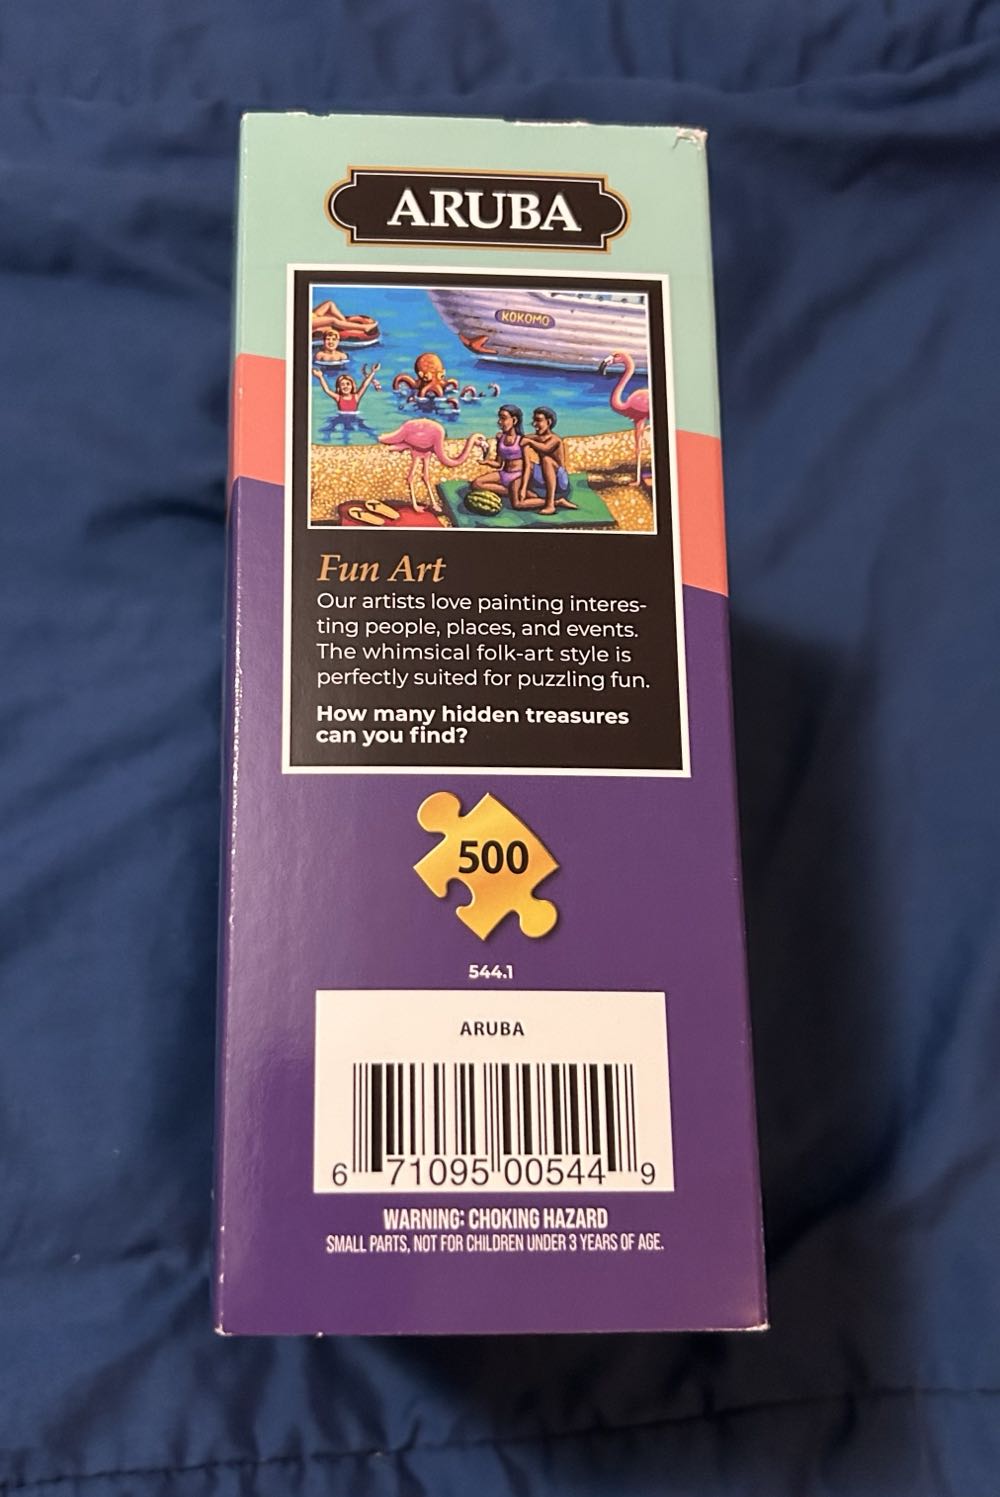 ARUBA
KOKOMO
Fun Art
Our artists love painting interes-
ting people, places, and events.
The whimsical folk-art style is
perfectly suited for puzzling fun.
How many hidden treasures
can you find?
500
544.1
ARUBA
6 71095 00544 9
WARNING: CHOKING HAZARD
SMALL PARTS, NOT FOR CHILDREN UNDER 3 YEARS OF AGE.